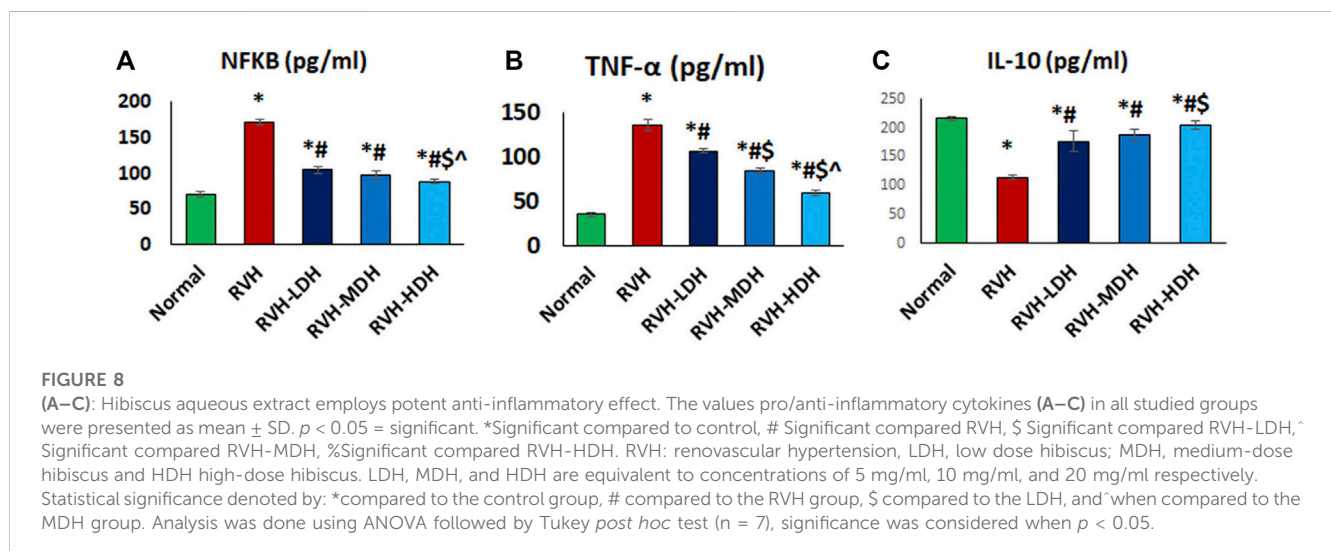 A
NFKB (pg/ml)
200
150
100
50
0
*
*#
*#
*#$^
Normal
RVH
RVH-LDH
RVH-MDH
RVH-HDH
B
TNF-α (pg/ml)
150
100
50
0
*
*#
*#$
*#$^
Normal
RVH
RVH-LDH
RVH-MDH
RVH-HDH
C
IL-10 (pg/ml)
250
200
150
100
50
0
*
*#
*#
*#$
Normal
RVH
RVH-LDH
RVH-MDH
RVH-HDH
FIGURE 8
(A–C): Hibiscus aqueous extract employs potent anti-inflammatory effect. The values pro/anti-inflammatory cytokines (A–C) in all studied groups
were presented as mean ± SD. p < 0.05 = significant. *Significant compared to control, # Significant compared RVH, $ Significant compared RVH-LDH,^
Significant compared RVH-MDH, %Significant compared RVH-HDH. RVH: renovascular hypertension, LDH, low dose hibiscus; MDH, medium-dose
hibiscus and HDH high-dose hibiscus. LDH, MDH, and HDH are equivalent to concentrations of 5 mg/ml, 10 mg/ml, and 20 mg/ml respectively.
Statistical significance denoted by: *compared to the control group, # compared to the RVH group, $ compared to the LDH, and^when compared to the
MDH group. Analysis was done using ANOVA followed by Tukey post hoc test (n = 7), significance was considered when p < 0.05.